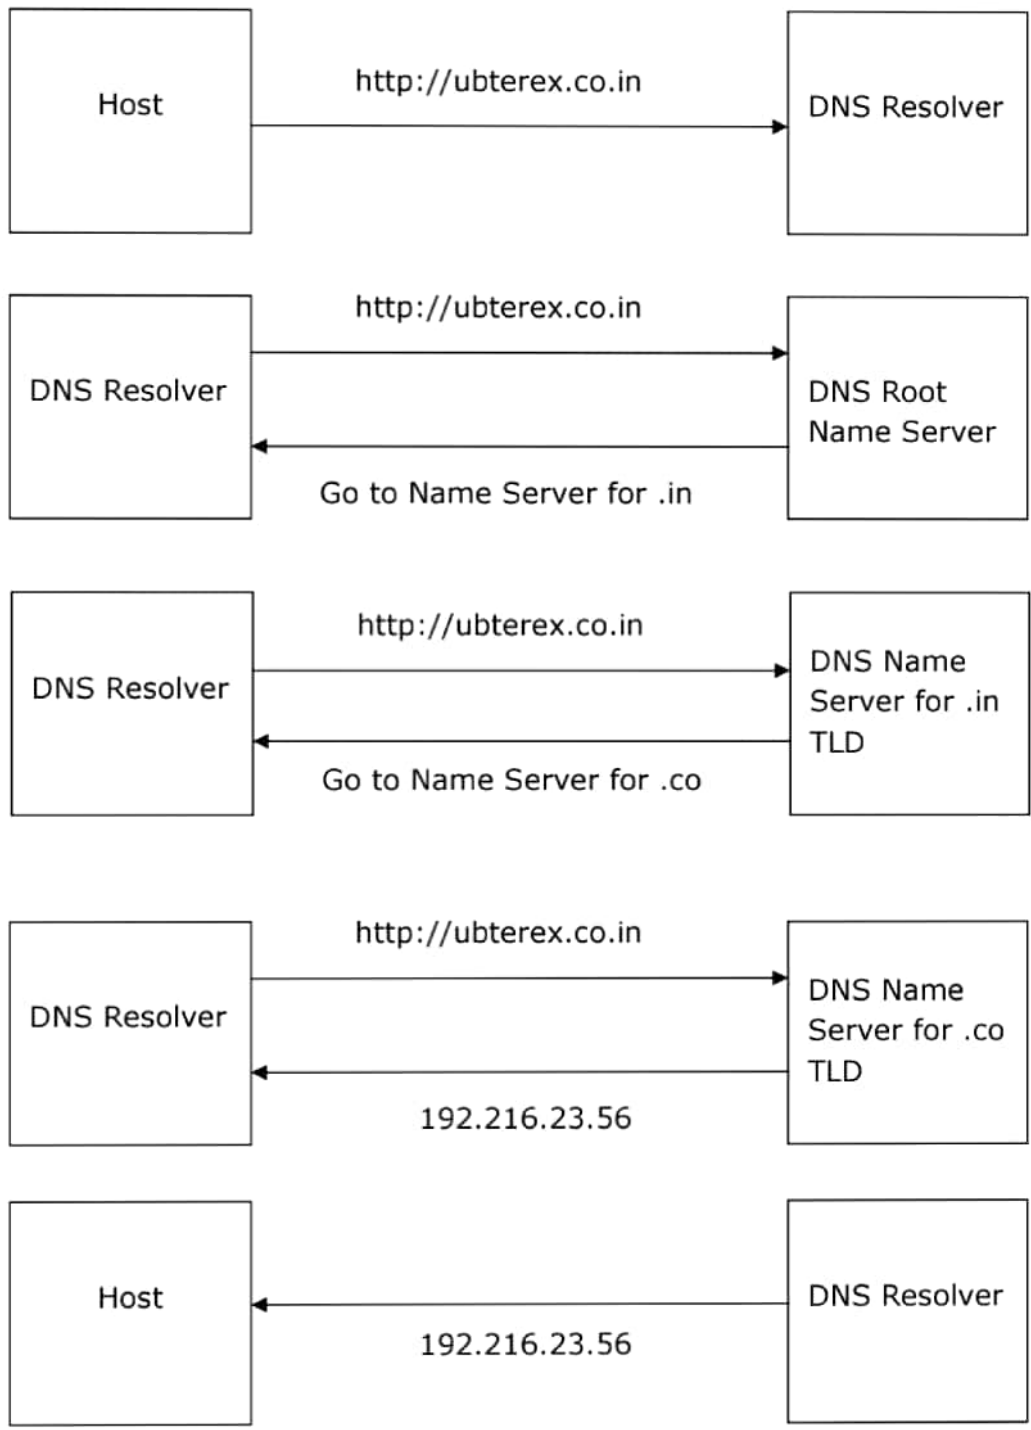 http://ubterex.co.in
Host
DNS Resolver
http://ubterex.co.in
DNS Resolver
DNS Root
Name Server
Go to Name Server for .in
http://ubterex.co.in
DNS Resolver
DNS Name
Server for .in
TLD
Go to Name Server for .co
http://ubterex.co.in
DNS Resolver
DNS Name
Server for .co
TLD
192.216.23.56
Host
DNS Resolver
192.216.23.56